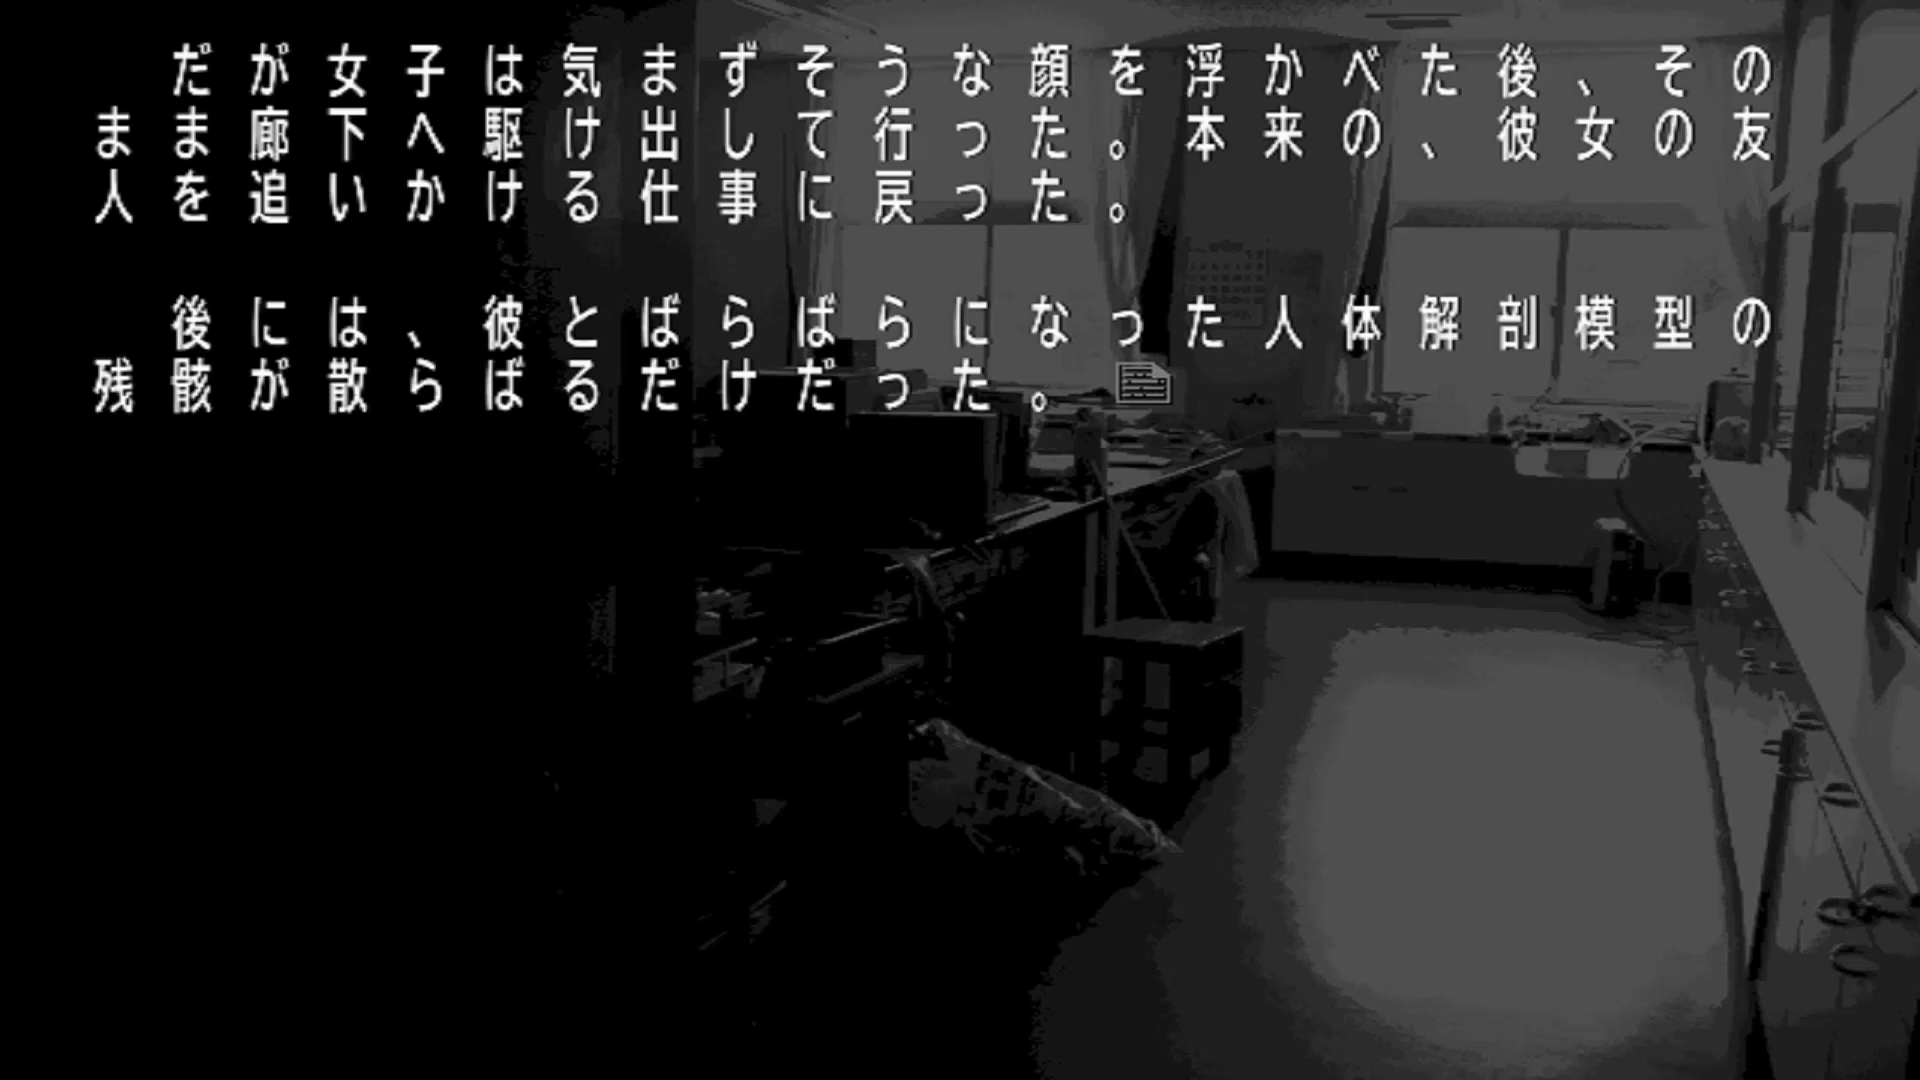 だが女子は気まずそうな顔を浮かべた後、その
まま廊下へ駆け出して行った。本来の、彼女の友
人を追いかける仕事に戻った。
後には、彼とばらばらになった人体解剖模型の
残骸が散らばるだけだった。